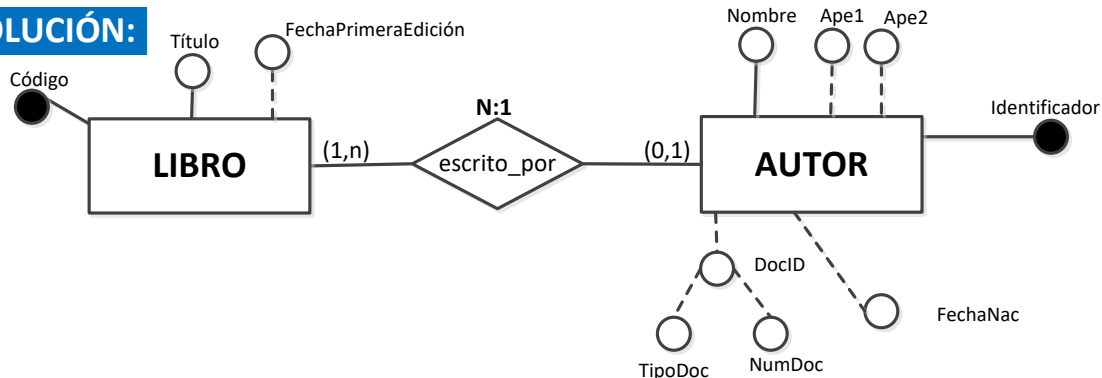 OLUCIÓN:
Código
Título
FechaPrimeraEdición
LIBRO
(1,n)
N:1
escrito_por
(0,1)
Nombre
Ape1
Ape2
Identificador
AUTOR
DocID
TipoDoc
NumDoc
FechaNac